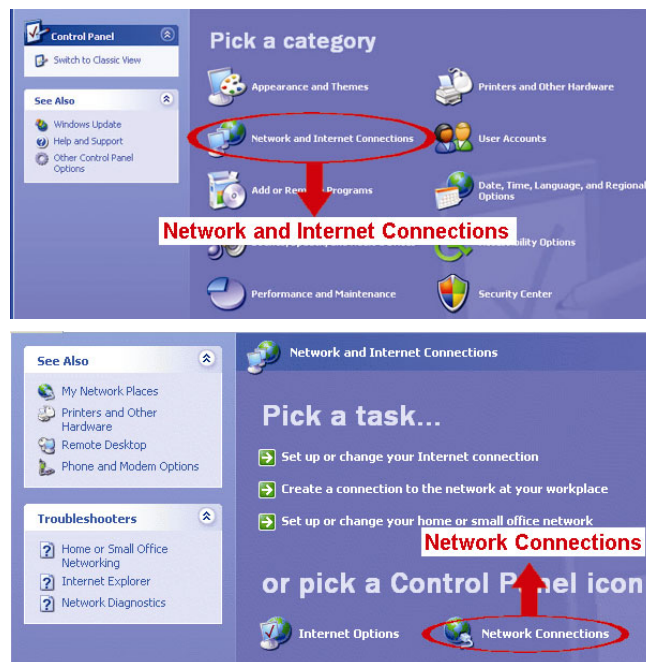 Control Panel
Switch to Classic View
See Also
Windows Update
Help and Support
Other Control Panel
Options
Pick a category
Appearance and Themes
Printers and Other Hardware
Network and Internet Connections
User Accounts
Add or Programs
Date, Time, Language, and Regional
Options
Network and Internet Connections
Options
Performance and Maintenance
Security Center
See Also
My Network Places
Printers and Other
Hardware
Remote Desktop
Phone and Modem Options
Troubleshooters
Home or Small Office
Networking
Internet Explorer
Network Diagnostics
Network and Internet Connections
Pick a task...
Set up or change your Internet connection
Create a connection to the network at your workplace
Set up or change your home or small office network
Network Connections
or pick a Control Panel icon
Internet Options
Network Connections